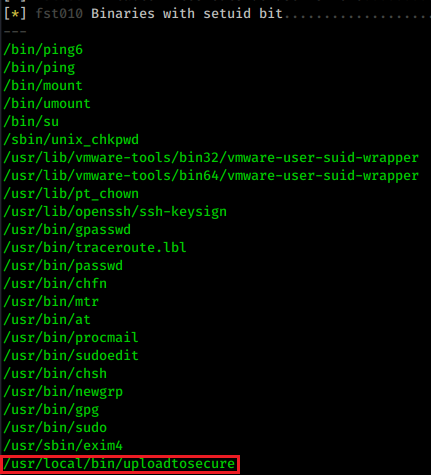 [*] fst010 Binaries with setuid bit..................
---
/bin/ping6
/bin/ping
/bin/mount
/bin/umount
/bin/su
/sbin/unix_chkpwd
/usr/lib/vmware-tools/bin32/vmware-user-suid-wrapper
/usr/lib/vmware-tools/bin64/vmware-user-suid-wrapper
/usr/lib/pt_chown
/usr/lib/openssh/ssh-keysign
/usr/bin/gpasswd
/usr/bin/traceroute.lbl
/usr/bin/passwd
/usr/bin/chfn
/usr/bin/mtr
/usr/bin/at
/usr/bin/procmail
/usr/bin/sudoedit
/usr/bin/chsh
/usr/bin/newgrp
/usr/bin/gpg
/usr/bin/sudo
/usr/sbin/exim4
/usr/local/bin/uploadtosecure